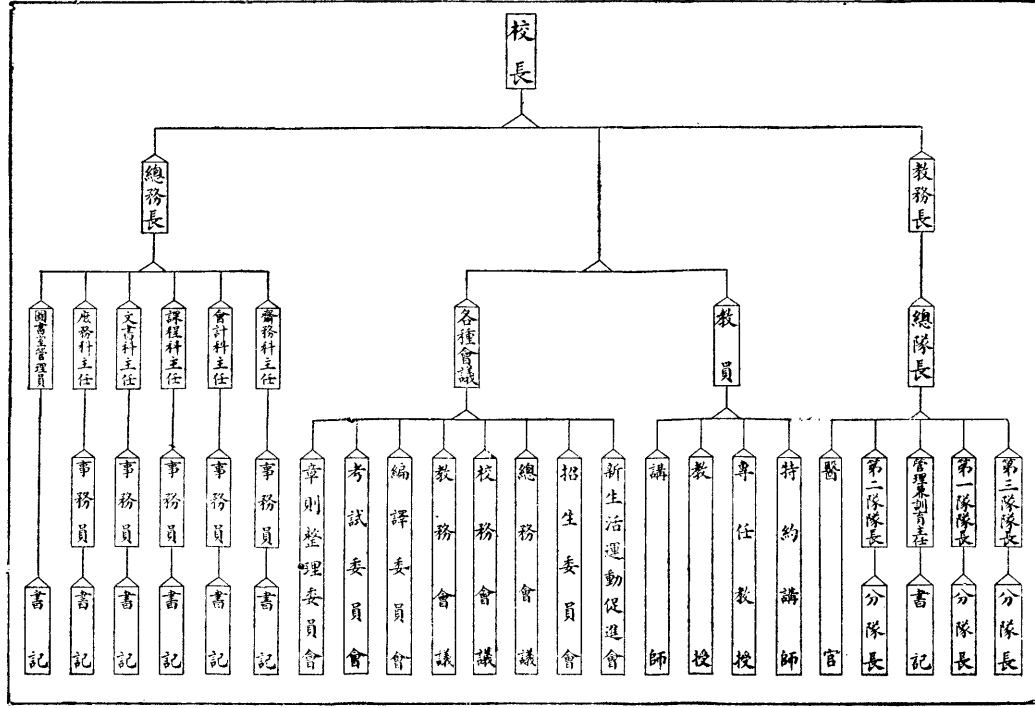 校長
總務長
教務長
圖書室管理員
庶務科主任
文書科主任
課程科主任
會計科主任
齋務科主任
各種會議
教員
總隊長
事務員
事務員
事務員
事務員
事務員
章則整理委員會
考試委員會
編譯委員會
教務會議
校務會議
總務會議
招生委員會
新生活運動促進會
講師
教授
專任教授
特約講師
醫官
第二隊隊長
管理兼訓育主任
第一隊隊長
第三隊隊長
書記
書記
書記
書記
書記
書記
分隊長
書記
分隊長
分隊長